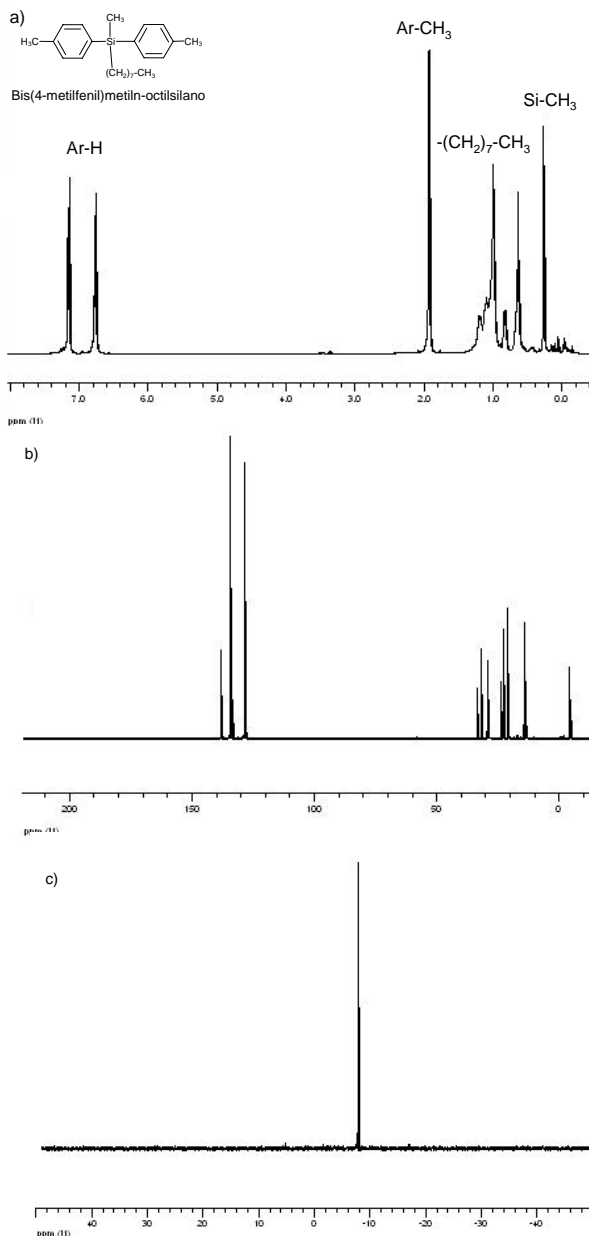 a)
CH₃
H₃C
Si
CH₃
(CH₂)₇-CH₃
Bis(4-metilfenil)metiln-octilsilano
Ar-H
Ar-CH₃
-(CH₂)₇-CH₃
Si-CH₃
7.0 6.0 5.0 4.0 3.0 2.0 1.0 0.0
ppm (t1)
b)
200 150 100 50 0
ppm (t1)
c)
40 30 20 10 0 -10 -20 -30 -40
ppm (t1)